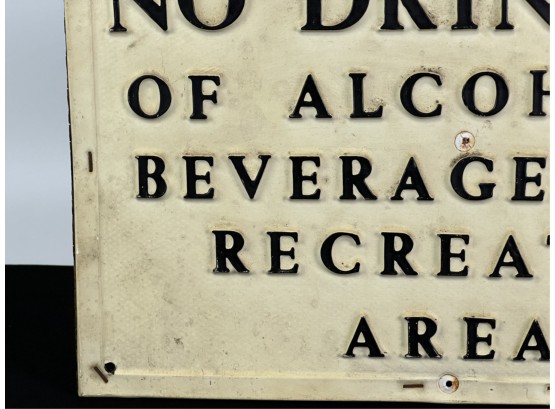 NO DRIN
OF ALCOH
BEVERAGE
RECREAT
AREA